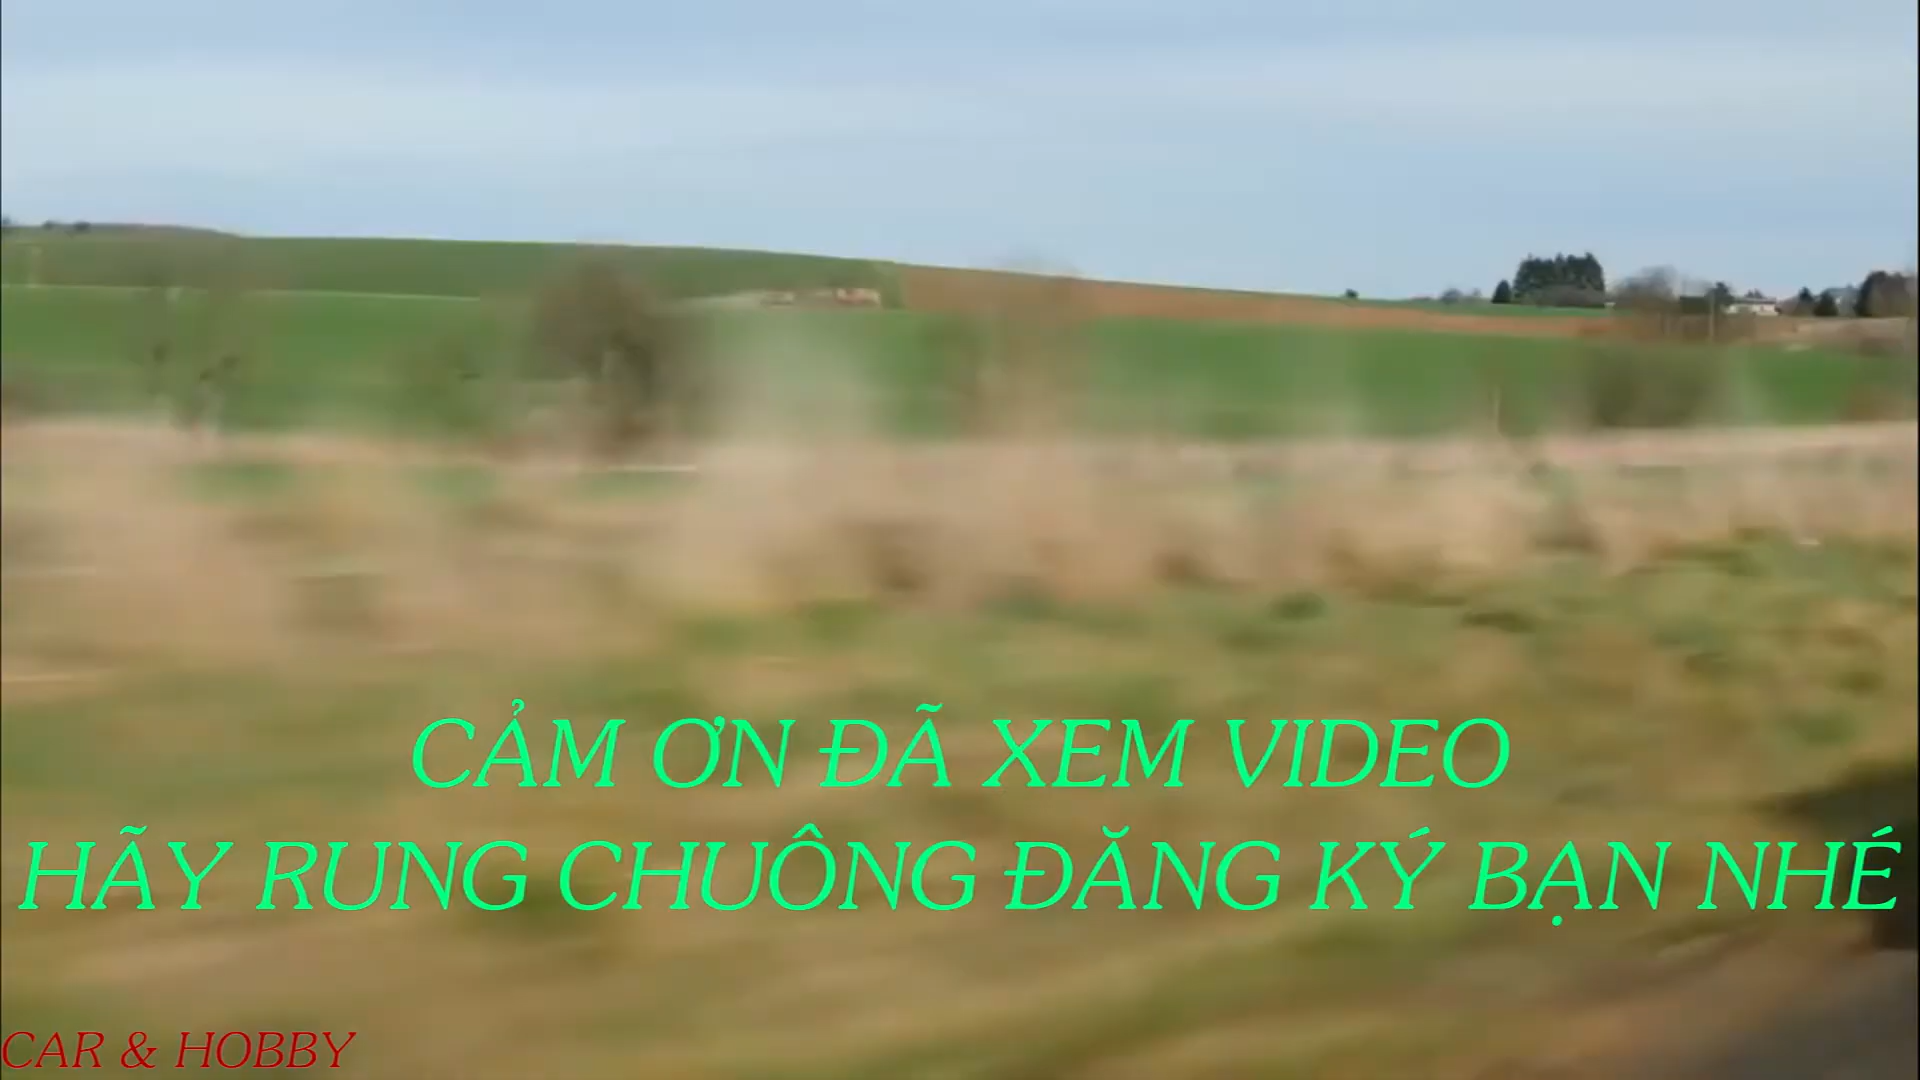 CẢM ƠN ĐÃ XEM VIDEO
HÃY RUNG CHUÔNG ĐĂNG KÝ BẠN NHÉ
CAR & HOBBY